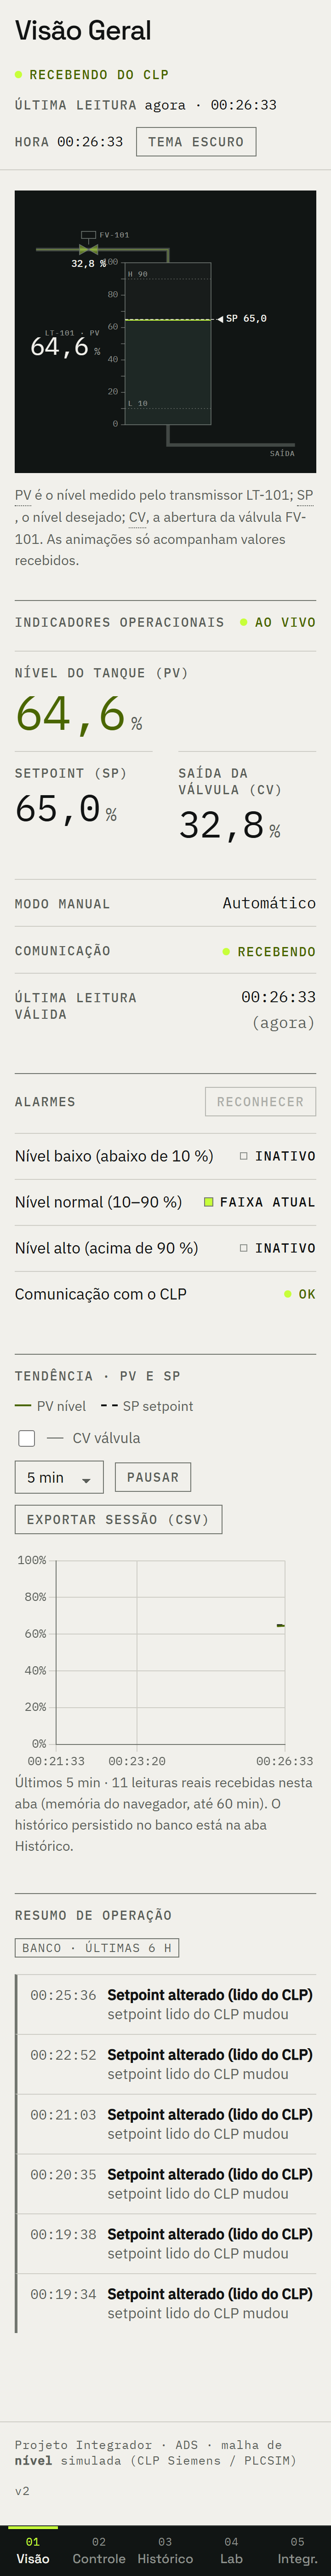 Visão Geral
RECEBENDO DO CLP
ÚLTIMA LEITURA agora · 00:26:33
HORA 00:26:33 TEMA ESCURO
FV-101
32,8 %
100
H 90
80
LT-101 · PV
64,6 %
60
SP 65,0
40
20
L 10
0
SAÍDA
PV é o nível medido pelo transmissor LT-101; SP
, o nível desejado; CV, a abertura da válvula FV-
101. As animações só acompanham valores
recebidos.
INDICADORES OPERACIONAIS AO VIVO
NÍVEL DO TANQUE (PV)
64,6 %
SETPOINT (SP)
65,0 %
SAÍDA DA
VÁLVULA (CV)
32,8 %
MODO MANUAL Automático
COMUNICAÇÃO RECEBENDO
ÚLTIMA LEITURA
VÁLIDA
00:26:33
(agora)
ALARMES RECONHECER
Nível baixo (abaixo de 10 %) INATIVO
Nível normal (10–90 %) FAIXA ATUAL
Nível alto (acima de 90 %) INATIVO
Comunicação com o CLP OK
TENDÊNCIA · PV E SP
PV nível SP setpoint
CV válvula
5 min PAUSAR
EXPORTAR SESSÃO (CSV)
100%
80%
60%
40%
20%
0%
00:21:33 00:23:20 00:26:33
Últimos 5 min · 11 leituras reais recebidas nesta
aba (memória do navegador, até 60 min). O
histórico persistido no banco está na aba
Histórico.
RESUMO DE OPERAÇÃO
BANCO · ÚLTIMAS 6 H
00:25:36 Setpoint alterado (lido do CLP)
setpoint lido do CLP mudou
00:22:52 Setpoint alterado (lido do CLP)
setpoint lido do CLP mudou
00:21:03 Setpoint alterado (lido do CLP)
setpoint lido do CLP mudou
00:20:35 Setpoint alterado (lido do CLP)
setpoint lido do CLP mudou
00:19:38 Setpoint alterado (lido do CLP)
setpoint lido do CLP mudou
00:19:34 Setpoint alterado (lido do CLP)
setpoint lido do CLP mudou
Projeto Integrador · ADS · malha de
nível simulada (CLP Siemens / PLCSIM)
v2
01 02 03 04 05
Visão Controle Histórico Lab Integr.